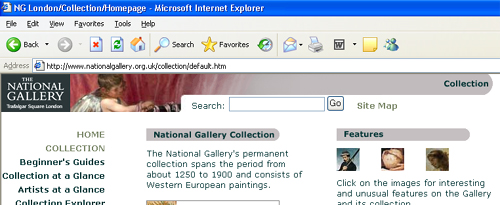 NG London/Collection/Homepage - Microsoft Internet Explorer
File Edit View Favorites Tools Help
Back Search Favorites
Address http://www.nationalgallery.org.uk/collection/default.htm
THE
NATIONAL
GALLERY
Trafalgar Square London
Collection
Search: Go Site Map
HOME
COLLECTION
Beginner's Guides
Collection at a Glance
Artists at a Glance
Collection Explorer
National Gallery Collection
The National Gallery's permanent
collection spans the period from
about 1250 to 1900 and consists of
Western European paintings.
Features
Click on the images for interesting
and unusual features on the Gallery
and its collection